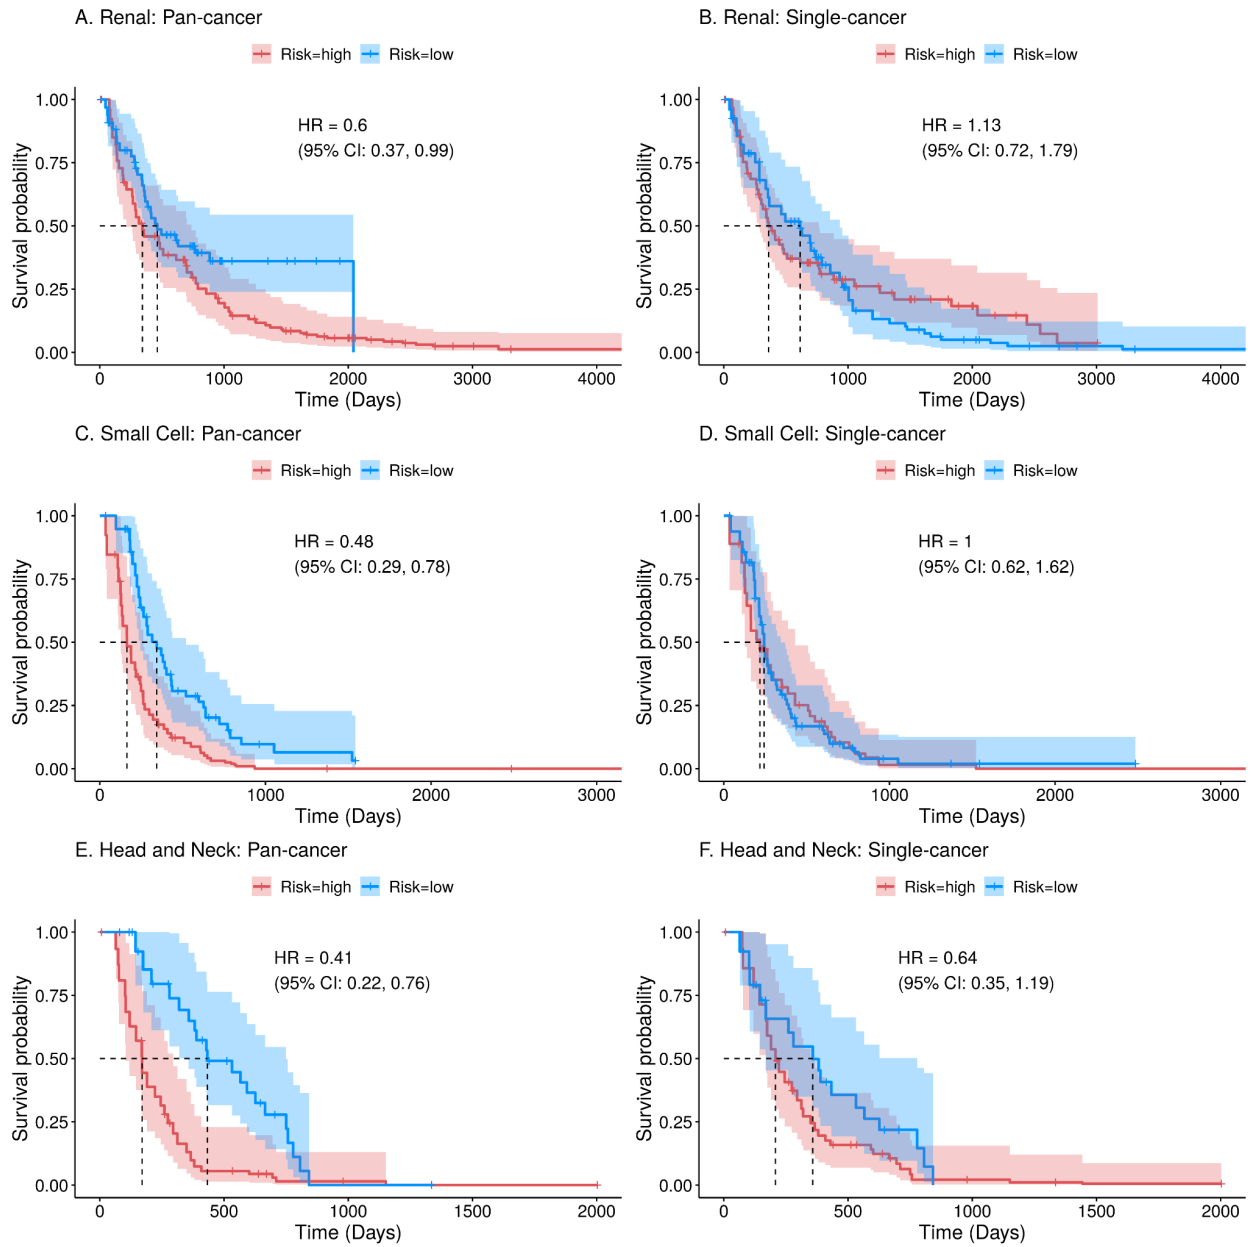 A. Renal: Pan-cancer
Risk=high Risk=low
HR = 0.6
(95% CI: 0.37, 0.99)
Survival probability
1.00
0.75
0.50
0.25
0.00
0 1000 2000 3000 4000
Time (Days)
B. Renal: Single-cancer
Risk=high Risk=low
HR = 1.13
(95% CI: 0.72, 1.79)
Survival probability
1.00
0.75
0.50
0.25
0.00
0 1000 2000 3000 4000
Time (Days)
C. Small Cell: Pan-cancer
Risk=high Risk=low
HR = 0.48
(95% CI: 0.29, 0.78)
Survival probability
1.00
0.75
0.50
0.25
0.00
0 1000 2000 3000
Time (Days)
D. Small Cell: Single-cancer
Risk=high Risk=low
HR = 1
(95% CI: 0.62, 1.62)
Survival probability
1.00
0.75
0.50
0.25
0.00
0 1000 2000 3000
Time (Days)
E. Head and Neck: Pan-cancer
Risk=high Risk=low
HR = 0.41
(95% CI: 0.22, 0.76)
Survival probability
1.00
0.75
0.50
0.25
0.00
0 500 1000 1500 2000
Time (Days)
F. Head and Neck: Single-cancer
Risk=high Risk=low
HR = 0.64
(95% CI: 0.35, 1.19)
Survival probability
1.00
0.75
0.50
0.25
0.00
0 500 1000 1500 2000
Time (Days)